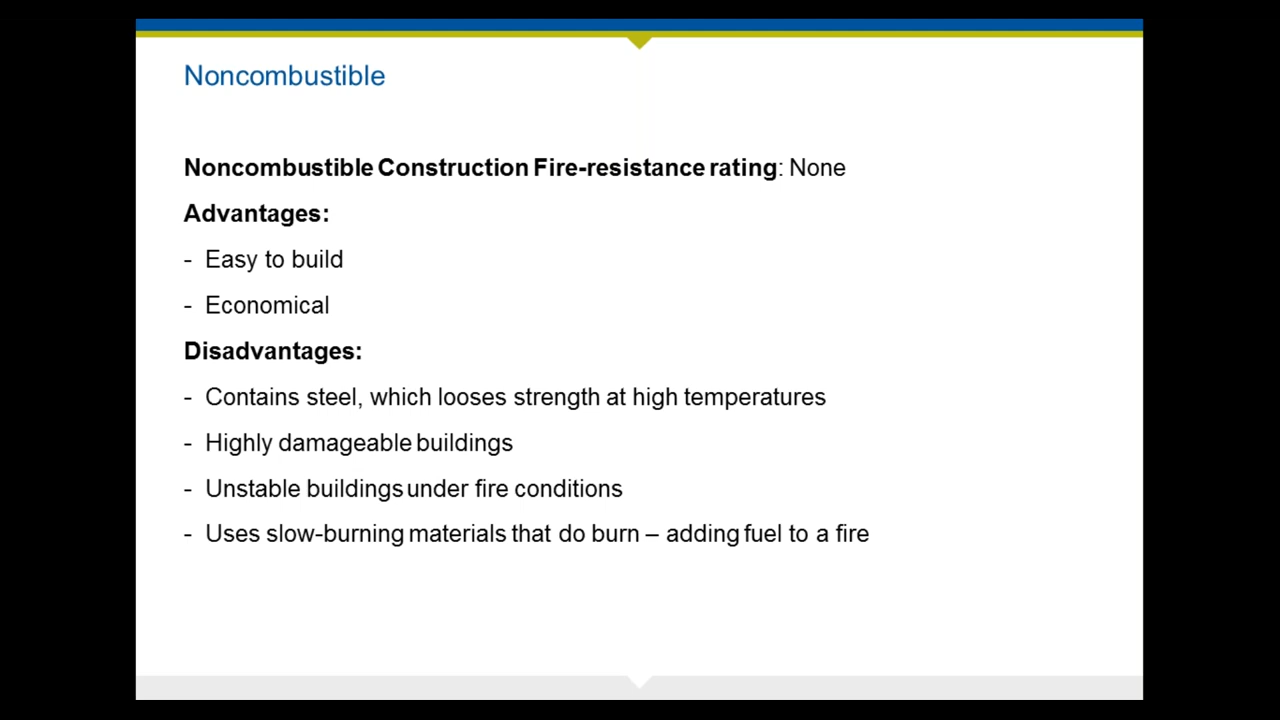 Noncombustible
Noncombustible Construction Fire-resistance rating: None
Advantages:
- Easy to build
- Economical
Disadvantages:
- Contains steel, which looses strength at high temperatures
- Highly damageable buildings
- Unstable buildings under fire conditions
- Uses slow-burning materials that do burn – adding fuel to a fire